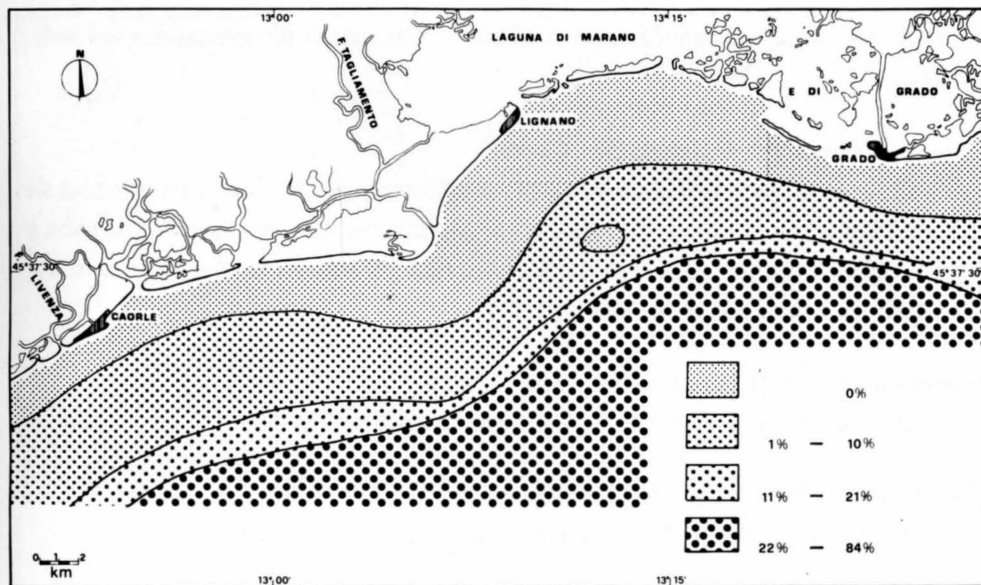 13° 00'
13° 15'
N
LAGUNA DI MARANO
F. TAGLIAMENTO
E DI
GRADO
LIGNANO
GRADO
45° 37' 30"
45° 37' 30"
LIVENZA
CAORLE
0%
1% — 10%
11% — 21%
22% — 84%
0 1 2
km
13° 00'
13° 15'